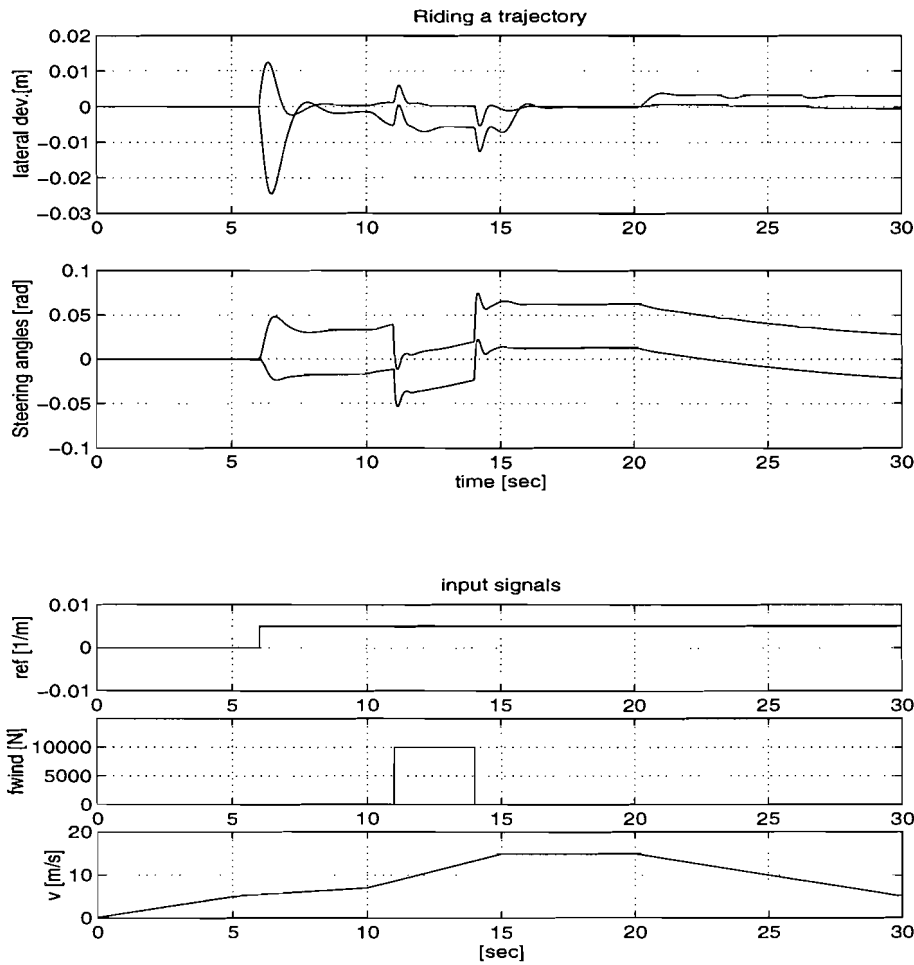 Riding a trajectory
lateral dev.[m]
0.02
0.01
0
−0.01
−0.02
−0.03
0 5 10 15 20 25 30
Steering angles [rad]
0.1
0.05
0
−0.05
−0.1
0 5 10 15 20 25 30
time [sec]
input signals
ref [1/m]
0.01
0
−0.01
0 5 10 15 20 25 30
fwind [N]
10000
5000
0
0 5 10 15 20 25 30
v [m/s]
20
10
0
0 5 10 15 20 25 30
[sec]